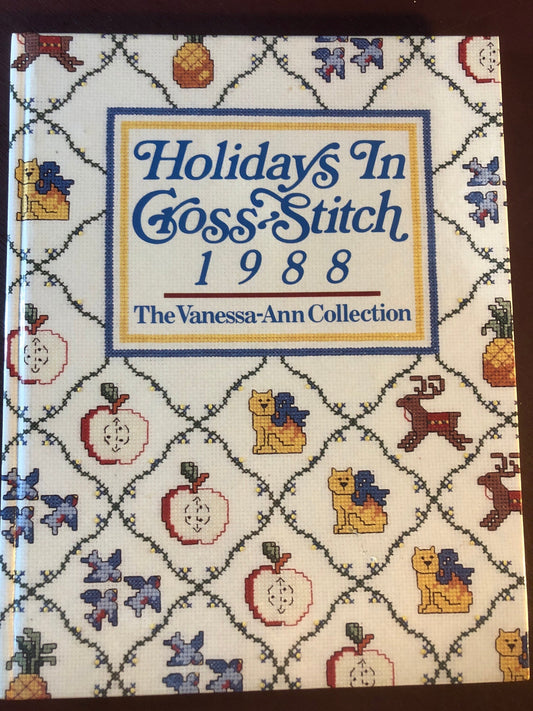 Holidays In
Cross-Stitch
1988
The Vanessa-Ann Collection